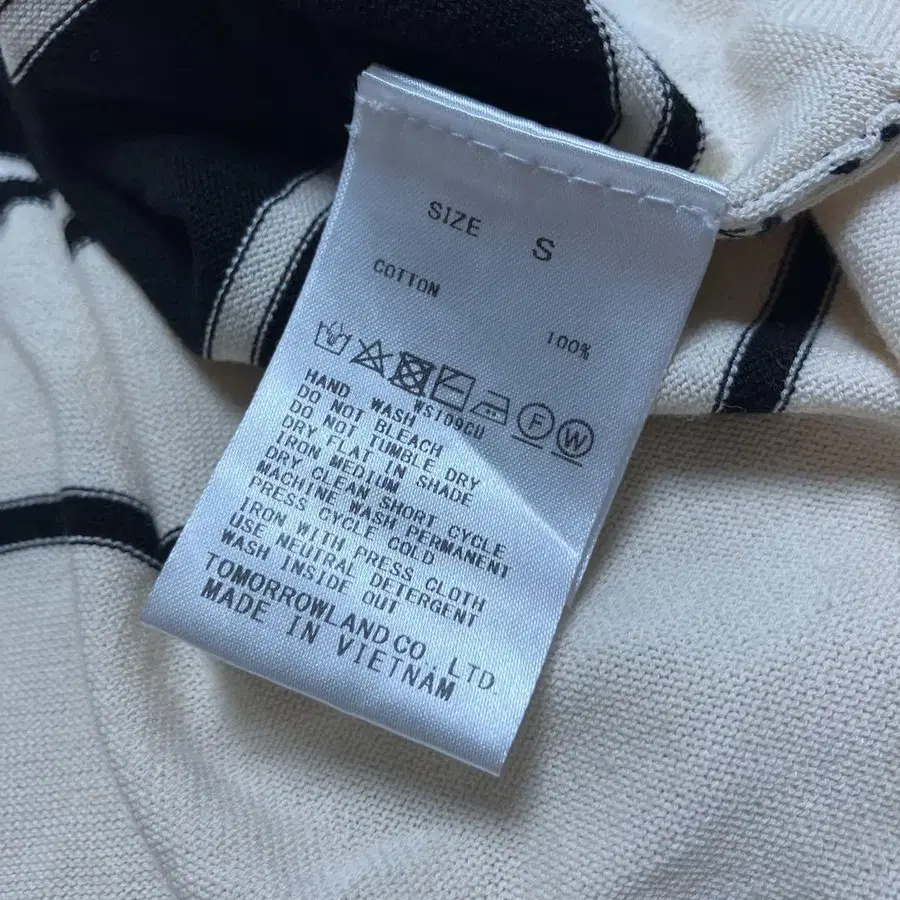 SIZE S
COTTON
100%
F W
WS109GU
HAND WASH
DO NOT BLEACH
DO NOT TUMBLE DRY
DRY FLAT IN SHADE
IRON MEDIUM
DRY CLEAN SHORT CYCLE
MACHINE WASH PERMANENT
PRESS CYCLE COLD
IRON WITH PRESS CLOTH
USE NEUTRAL DETERGENT
WASH INSIDE OUT
TOMORROWLAND CO., LTD.
MADE IN VIETNAM